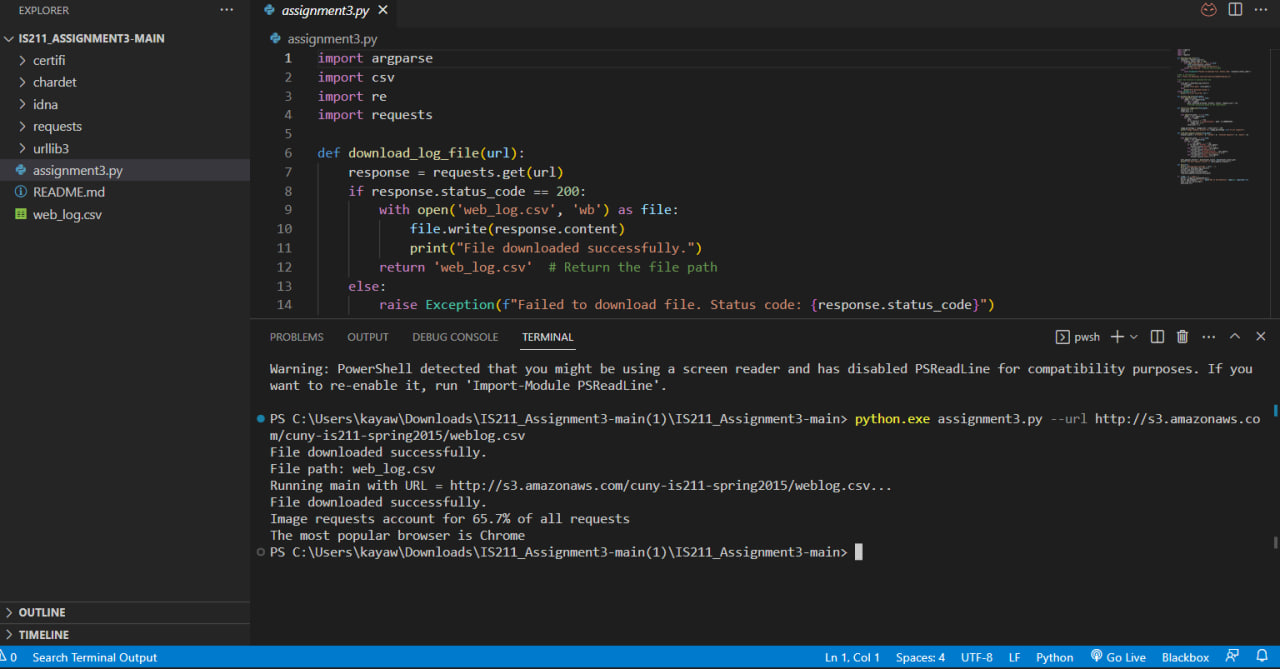 EXPLORER
IS211_ASSIGNMENT3-MAIN
certifi
chardet
idna
requests
urllib3
assignment3.py
README.md
web_log.csv
OUTLINE
TIMELINE
assignment3.py
assignment3.py
1 import argparse
2 import csv
3 import re
4 import requests
5
6 def download_log_file(url):
7 response = requests.get(url)
8 if response.status_code == 200:
9 with open('web_log.csv', 'wb') as file:
10 file.write(response.content)
11 print("File downloaded successfully.")
12 return 'web_log.csv'  # Return the file path
13 else:
14 raise Exception(f"Failed to download file. Status code: {response.status_code}")
PROBLEMS OUTPUT DEBUG CONSOLE TERMINAL pwsh
Warning: PowerShell detected that you might be using a screen reader and has disabled PSReadLine for compatibility purposes. If you
want to re-enable it, run 'Import-Module PSReadLine'.
PS C:\Users\kayaw\Downloads\IS211_Assignment3-main(1)\IS211_Assignment3-main> python.exe assignment3.py --url http://s3.amazonaws.co
m/cuny-is211-spring2015/weblog.csv
File downloaded successfully.
File path: web_log.csv
Running main with URL = http://s3.amazonaws.com/cuny-is211-spring2015/weblog.csv...
File downloaded successfully.
Image requests account for 65.7% of all requests
The most popular browser is Chrome
PS C:\Users\kayaw\Downloads\IS211_Assignment3-main(1)\IS211_Assignment3-main>
0 Search Terminal Output Ln 1, Col 1 Spaces: 4 UTF-8 LF Python Go Live Blackbox